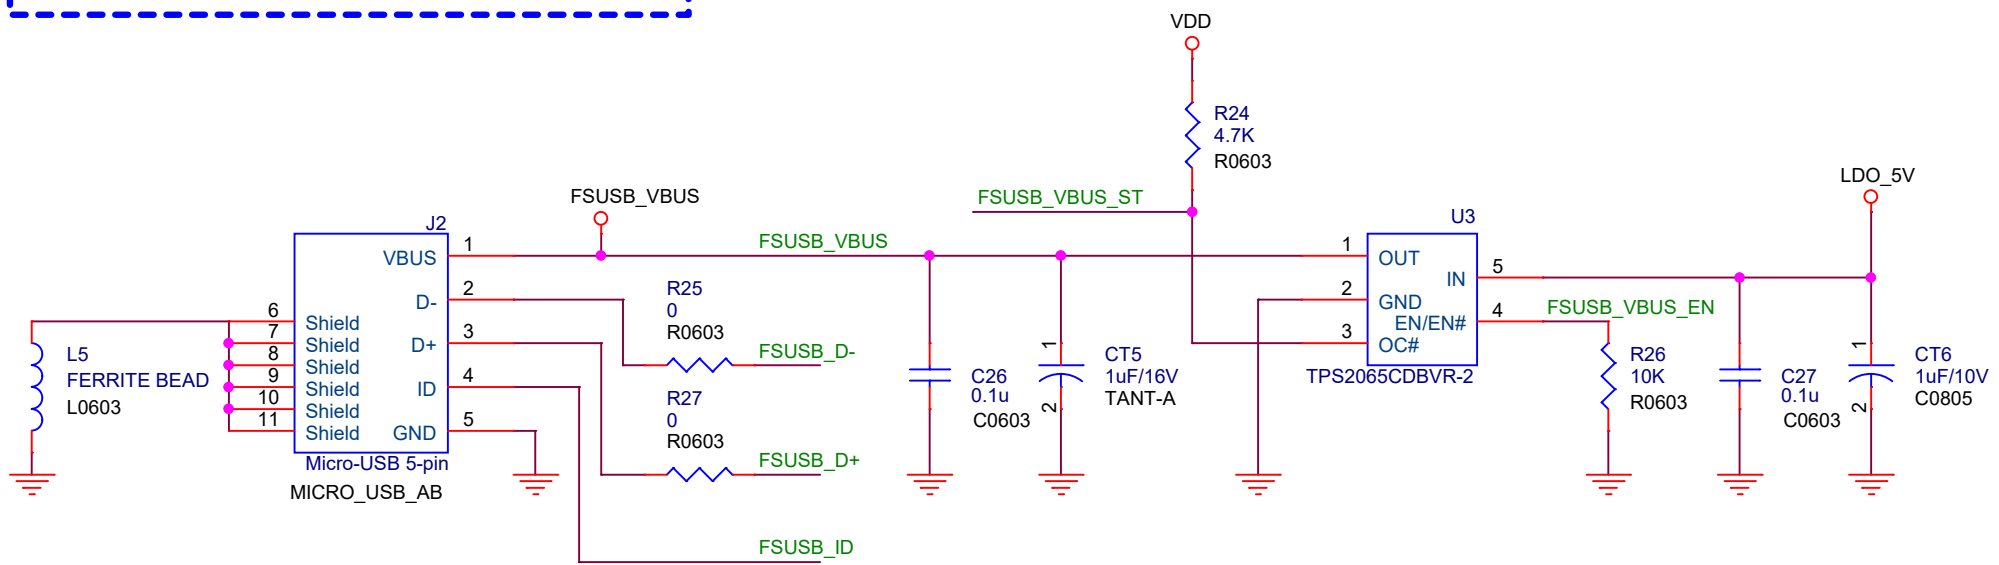 VDD
R24
4.7K
R0603
FSUSB_VBUS
FSUSB_VBUS_ST
LDO_5V
J2
U3
VBUS
1
FSUSB_VBUS
1
OUT
IN
5
D-
2
R25
0
R0603
2
GND
EN/EN#
4
FSUSB_VBUS_EN
6
Shield
7
Shield
8
Shield
9
Shield
10
Shield
11
Shield
D+
3
FSUSB_D-
3
OC#
L5
FERRITE BEAD
L0603
ID
4
R27
0
R0603
GND
5
FSUSB_D+
C26
0.1u
C0603
1
2
CT5
1uF/16V
TANT-A
TPS2065CDBVR-2
R26
10K
R0603
C27
0.1u
C0603
1
2
CT6
1uF/10V
C0805
Micro-USB 5-pin
MICRO_USB_AB
FSUSB_ID